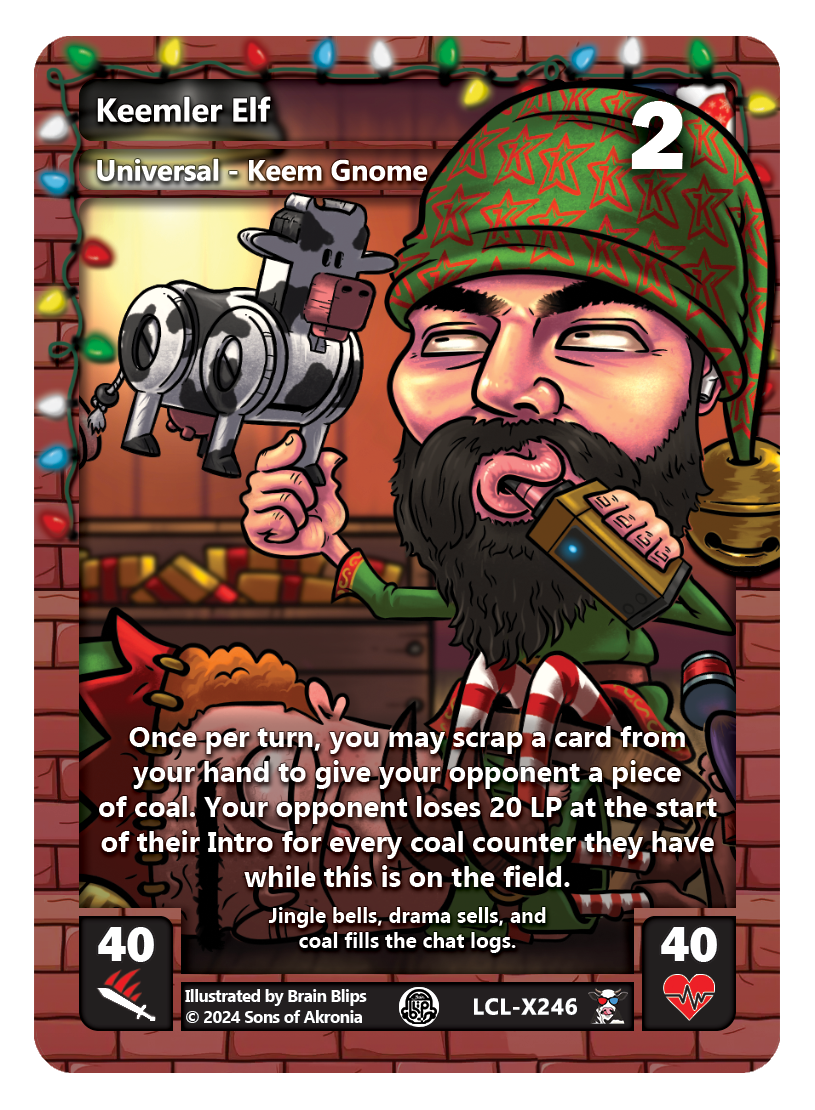 Keemler Elf
2
Universal - Keem Gnome
Once per turn, you may scrap a card from
your hand to give your opponent a piece
of coal. Your opponent loses 20 LP at the start
of their Intro for every coal counter they have
while this is on the field.
Jingle bells, drama sells, and
coal fills the chat logs.
40
40
Illustrated by Brain Blips
© 2024 Sons of Akronia
LCL-X246